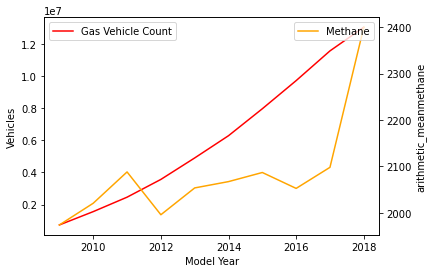 1e7
Gas Vehicle Count
Methane
2400
2300
2200
2100
2000
1.2
1.0
0.8
0.6
0.4
0.2
Vehicles
arithmetic_meanmethane
2010
2012
2014
2016
2018
Model Year